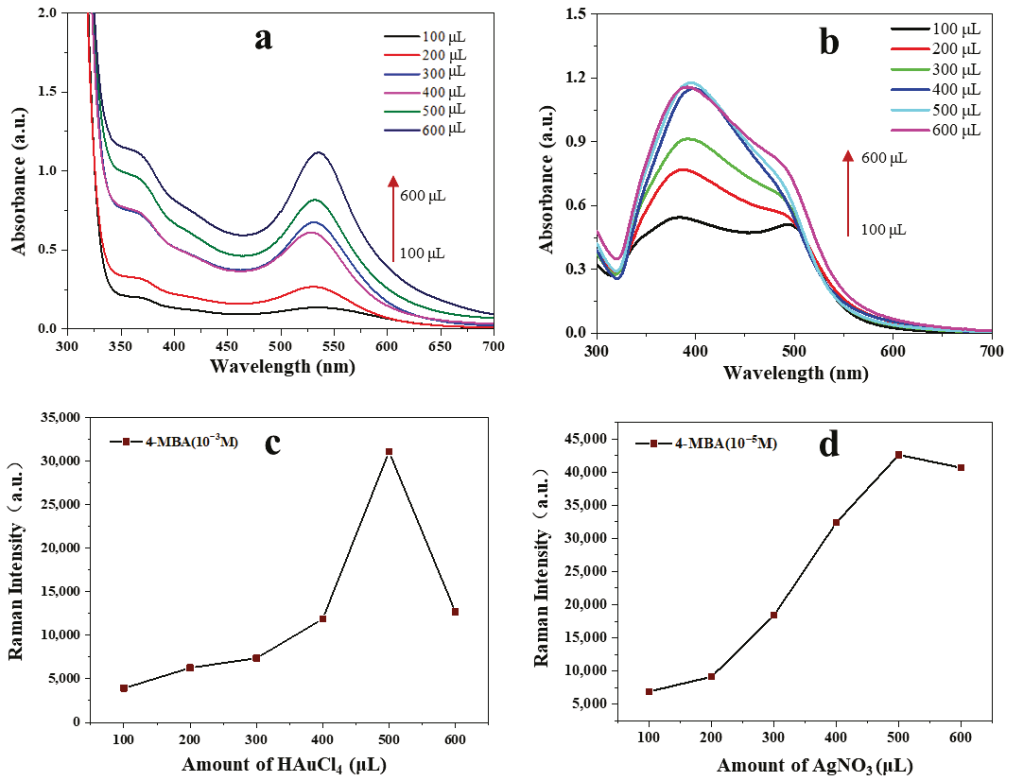 a
Absorbance (a.u.)
2.0
1.5
1.0
0.5
0.0
300 350 400 450 500 550 600 650 700
Wavelength (nm)
100 μL
200 μL
300 μL
400 μL
500 μL
600 μL
600 μL
100 μL
b
Absorbance (a.u.)
1.5
1.2
0.9
0.6
0.3
0.0
300 400 500 600 700
Wavelength (nm)
100 μL
200 μL
300 μL
400 μL
500 μL
600 μL
600 μL
100 μL
c
4-MBA(10⁻³M)
Raman Intensity（a.u.）
35,000
30,000
25,000
20,000
15,000
10,000
5,000
0
100 200 300 400 500 600
Amount of HAuCl₄ (μL)
d
4-MBA(10⁻⁵M)
Raman Intensity（a.u.）
45,000
40,000
35,000
30,000
25,000
20,000
15,000
10,000
5,000
100 200 300 400 500 600
Amount of AgNO₃ (μL)